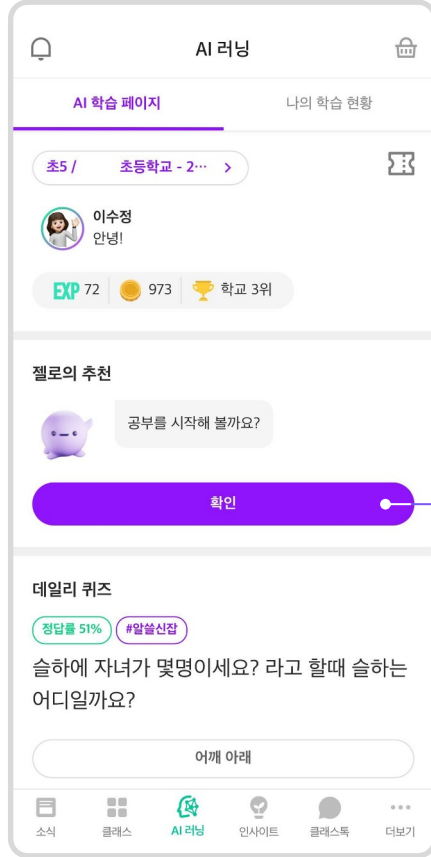 AI 러닝
AI 학습 페이지
나의 학습 현황
초5 / 초등학교 - 2⋯ >
이수정
안녕!
EXP 72
973
학교 3위
젤로의 추천
공부를 시작해 볼까요?
확인
데일리 퀴즈
정답률 51%
#알쓸신잡
슬하에 자녀가 몇명이세요? 라고 할때 슬하는
어디일까요?
어깨 아래
소식
클래스
AI 러닝
인사이트
클래스톡
더보기